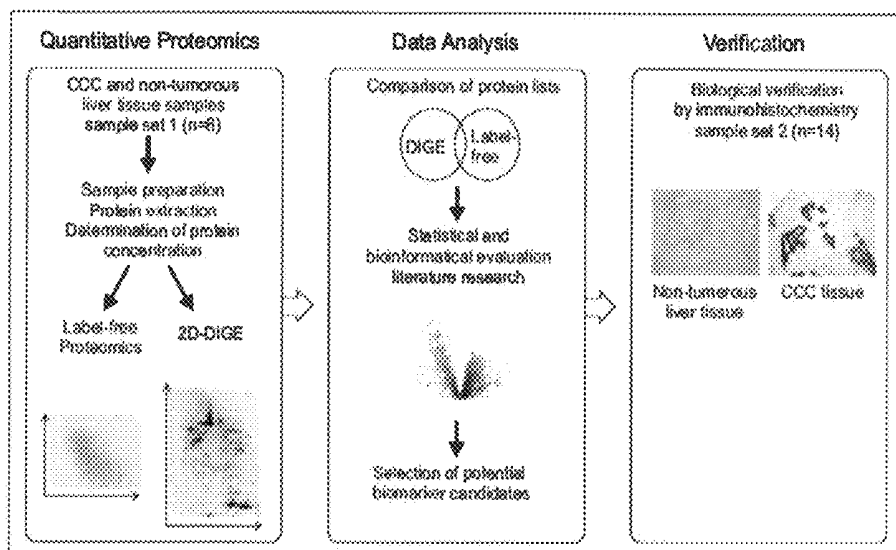 Quantitative Proteomics
CCC and non-tumorous
liver tissue samples
sample set 1 (n=8)
Sample preparation
Protein extraction
Determination of protein
concentration
Label-free
Proteomics
2D-DIGE
Data Analysis
Comparison of protein lists
DIGE
Label-
free
Statistical and
bioinformatical evaluation
literature research
Selection of potential
biomarker candidates
Verification
Biological verification
by immunohistochemistry
sample set 2 (n=14)
Non-tumorous
liver tissue
CCC tissue